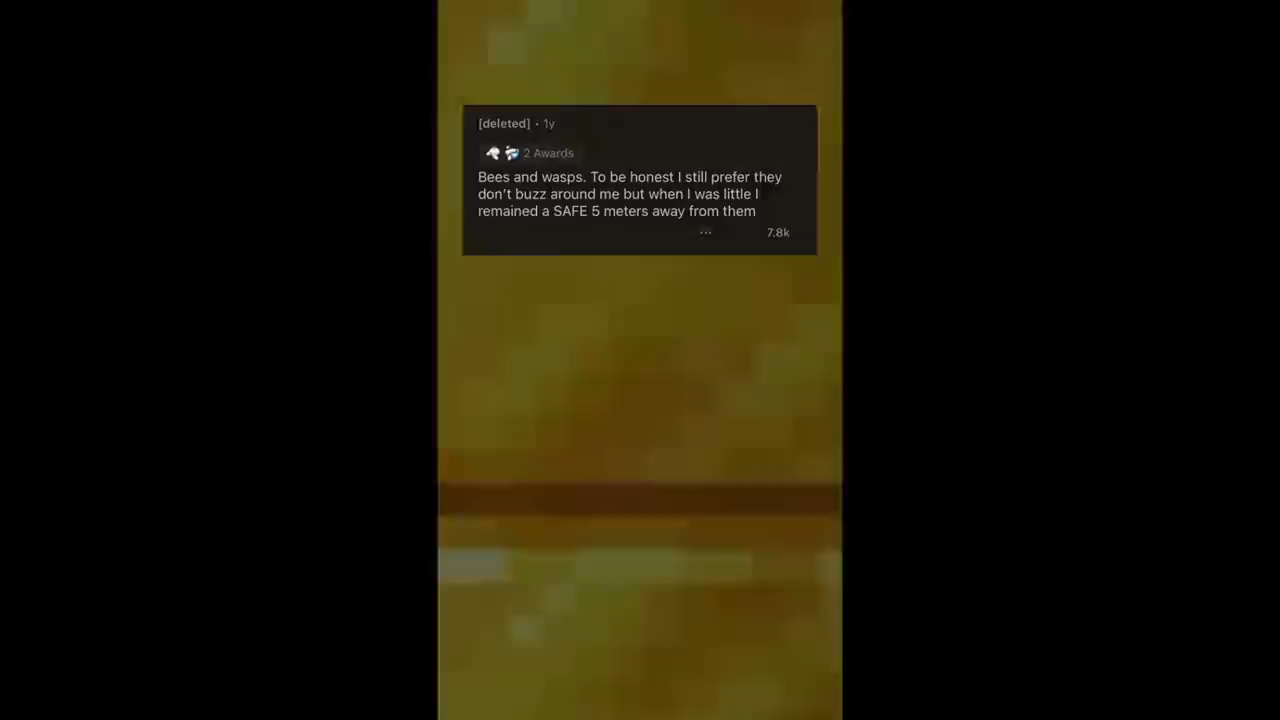 [deleted] · 1y
2 Awards
Bees and wasps. To be honest I still prefer they
don't buzz around me but when I was little I
remained a SAFE 5 meters away from them
... 7.8k